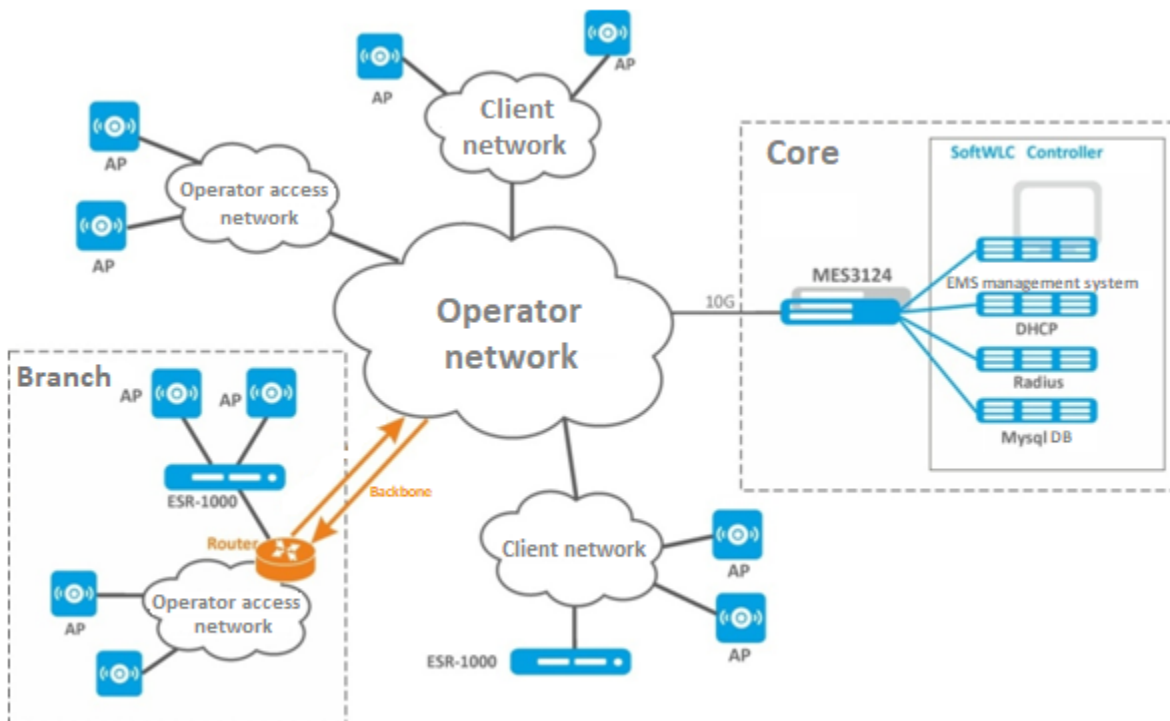 AP
AP
Client
network
AP
Operator access
network
AP
Core
SoftWLC Controller
MES3124
EMS management system
DHCP
Radius
Mysql DB
10G
Operator
network
Branch
AP
AP
ESR-1000
Backbone
Router
Operator access
network
AP
Client network
AP
AP
ESR-1000